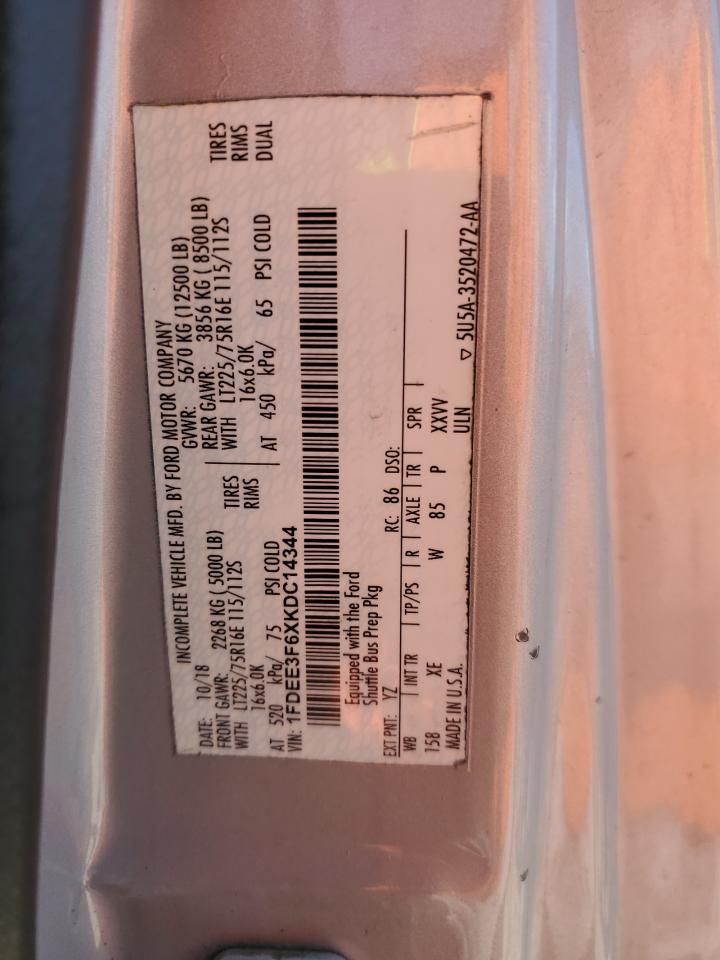 INCOMPLETE VEHICLE MFD. BY FORD MOTOR COMPANY
DATE: 10/18 GVWR: 5670 KG (12500 LB)
FRONT GAWR: 2268 KG (5000 LB) REAR GAWR: 3856 KG ( 8500 LB)
WITH LT225/75R16E 115/112S TIRES WITH LT225/75R16E 115/112S TIRES
16x6.0K RIMS 16x6.0K RIMS
AT 520 kPa/ 75 PSI COLD AT 450 kPa/ 65 PSI COLD DUAL
VIN: 1FDEE3F6XKDC14344
Equipped with the Ford
Shuttle Bus Prep Pkg
EXT PNT: YZ RC: 86 DSO:
WB INT TR TP/PS R AXLE TR SPR
158 XE W 85 P XXVV
MADE IN U.S.A. ULN
▽ 5U5A-3520472-AA